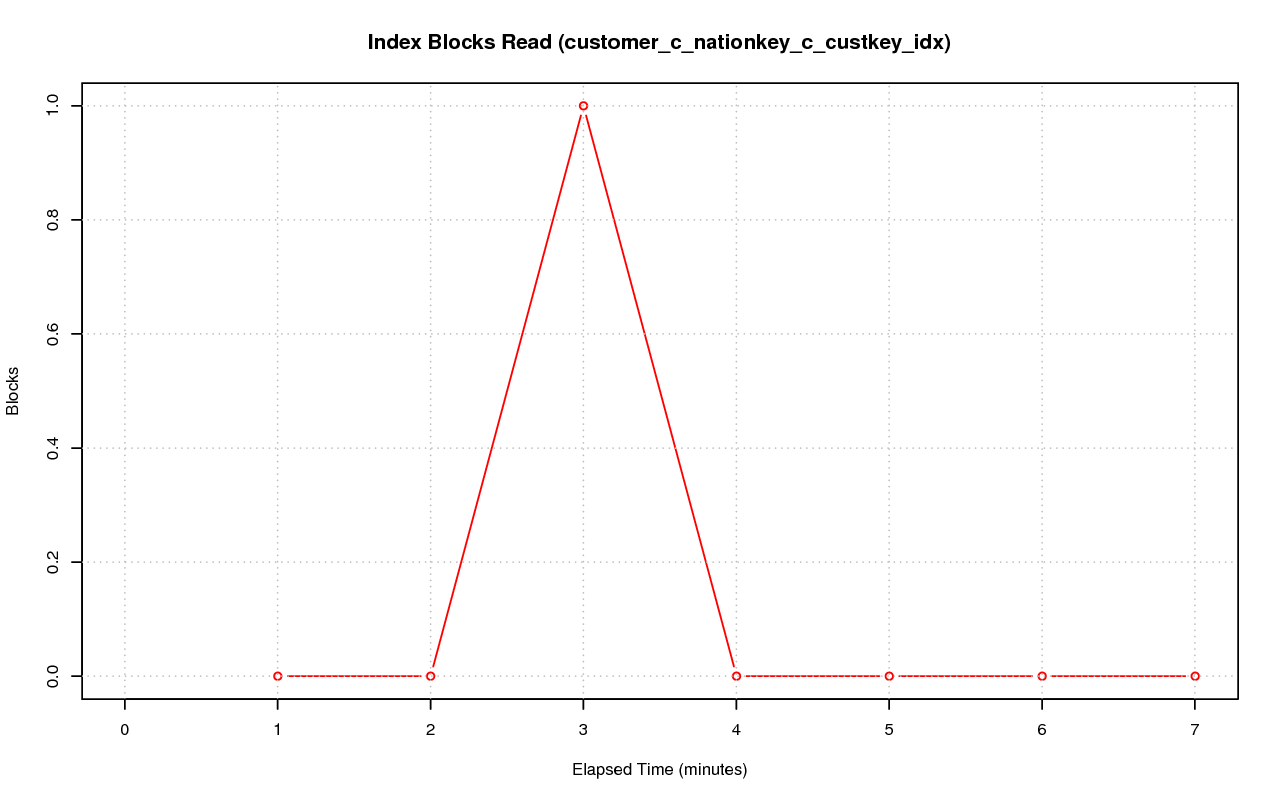 Index Blocks Read (customer_c_nationkey_c_custkey_idx)
1.0
0.8
0.6
0.4
0.2
0.0
Blocks
0 1 2 3 4 5 6 7
Elapsed Time (minutes)